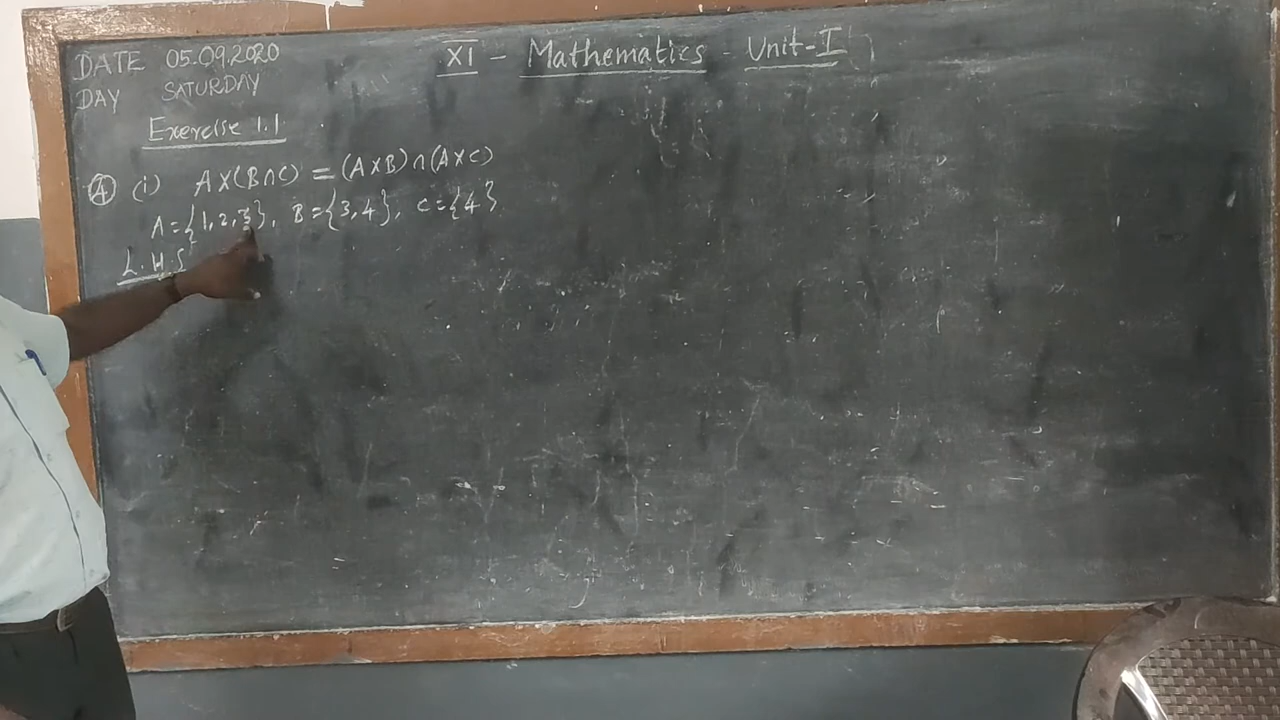 DATE 05.09.2020
DAY SATURDAY
XI - Mathematics - Unit-I
Exercise 1.1
④ (i) A×(B∩C) = (A×B)∩(A×C)
A={1,2,3}, B={3,4}, C={4}
L.H.S